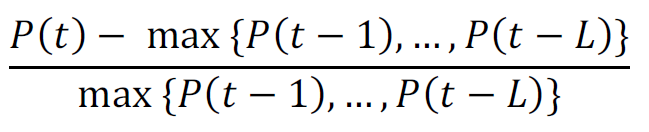 P(t) − max {P(t − 1), … , P(t − L)}
max {P(t − 1), … , P(t − L)}